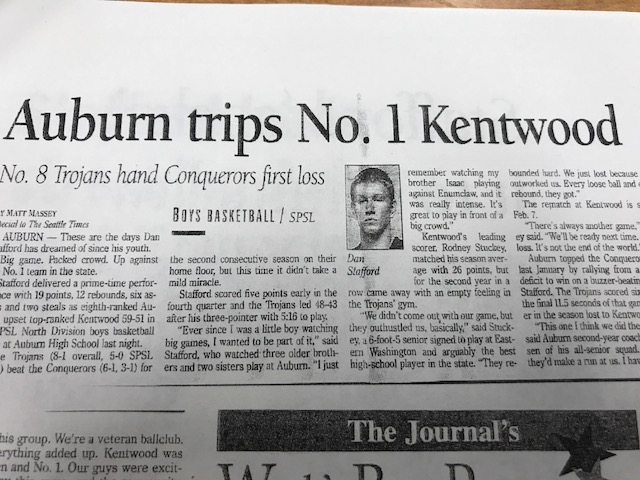 Auburn trips No. 1 Kentwood
No. 8 Trojans hand Conquerors first loss
Y MATT MASSEY
ecial to The Seattle Times
AUBURN — These are the days Dan
afford has dreamed of since his youth.
Big game. Packed crowd. Up against
No. 1 team in the state.
Stafford delivered a prime-time perfor-
ce with 19 points, 12 rebounds, six as-
s and two steals as eighth-ranked Au-
upset top-ranked Kentwood 59-51 in
PSL North Division boys basketball
at Auburn High School last night.
e Trojans (8-1 overall, 5-0 SPSL
) beat the Conquerors (6-1, 3-1) for
BOYS BASKETBALL / SPSL
the second consecutive season on their
home floor, but this time it didn't take a
mild miracle.
Stafford scored five points early in the
fourth quarter and the Trojans led 48-43
after his three-pointer with 5:16 to play.
"Ever since I was a little boy watching
big games, I wanted to be part of it," said
Stafford, who watched three older broth-
ers and two sisters play at Auburn. "I just
Dan
Stafford
remember watching my
brother Isaac playing
against Enumclaw, and it
was really intense. It's
great to play in front of a
big crowd."
Kentwood's leading
scorer, Rodney Stuckey,
matched his season aver-
age with 26 points, but
for the second year in a
row came away with an empty feeling in
the Trojans' gym.
"We didn't come out with our game, but
they outhustled us, basically," said Stuck-
ey, a 6-foot-5 senior signed to play at East-
ern Washington and arguably the best
high-school player in the state. "They re-
bounded hard. We just lost because
outworked us. Every loose ball and
rebound, they got."
The rematch at Kentwood is s
Feb. 7.
"There's always another game,"
ey said. "We'll be ready next time.
loss. It's not the end of the world.
Auburn topped the Conqueror
last January by rallying from a
deficit to win on a buzzer-beatin
Stafford. The Trojans scored six
the final 11.5 seconds of that gam
er in the season lost to Kentwo
"This one I think we did the
said Auburn second-year coach
sen of his all-senior squad.
they'd make a run at us. I hav
his group. We're a veteran ballclub.
erything added up. Kentwood was
n and No. 1. Our guys were excit-
The Journal's